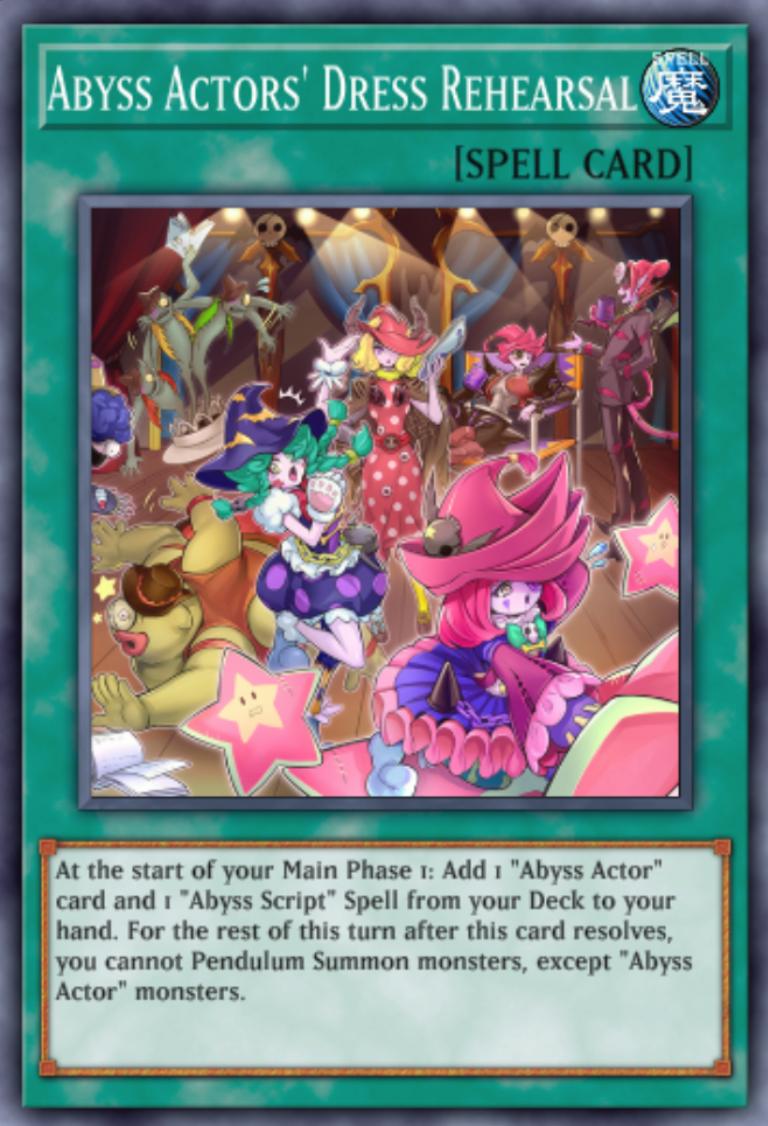 Abyss Actors' Dress Rehearsal
SPELL
魔
[SPELL CARD]
At the start of your Main Phase 1: Add 1 "Abyss Actor"
card and 1 "Abyss Script" Spell from your Deck to your
hand. For the rest of this turn after this card resolves,
you cannot Pendulum Summon monsters, except "Abyss
Actor" monsters.